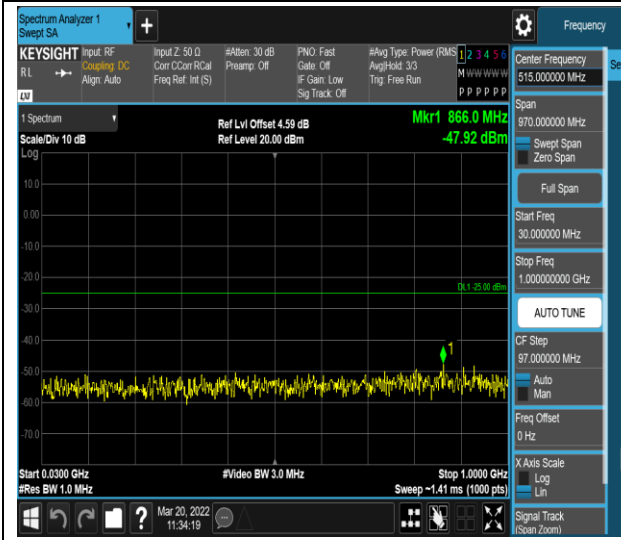 Spectrum Analyzer 1
Swept SA
+
Frequency
KEYSIGHT
RL
LXI
Input: RF
Coupling: DC
Align: Auto
Input Z: 50 Ω
Corr CCorr RCal
Freq Ref: Int (S)
#Atten: 30 dB
Preamp: Off
PNO: Fast
Gate: Off
IF Gain: Low
Sig Track: Off
#Avg Type: Power (RMS
Avg|Hold: 3/3
Trig: Free Run
1 2 3 4 5 6
M W W W W W
P P P P P P
1 Spectrum
Scale/Div 10 dB
Log
Ref Lvl Offset 4.59 dB
Ref Level 20.00 dBm
Mkr1 866.0 MHz
-47.92 dBm
10.0
0.00
-10.0
-20.0
DL1 -25.00 dBm
-30.0
-40.0
1
-50.0
-60.0
-70.0
Start 0.0300 GHz
#Res BW 1.0 MHz
#Video BW 3.0 MHz
Stop 1.0000 GHz
Sweep ~1.41 ms (1000 pts)
?
Mar 20, 2022
11:34:19
Center Frequency
515.000000 MHz
Se
Span
970.000000 MHz
Swept Span
Zero Span
Full Span
Start Freq
30.000000 MHz
Stop Freq
1.000000000 GHz
AUTO TUNE
CF Step
97.000000 MHz
Auto
Man
Freq Offset
0 Hz
X Axis Scale
Log
Lin
Signal Track
(Span Zoom)